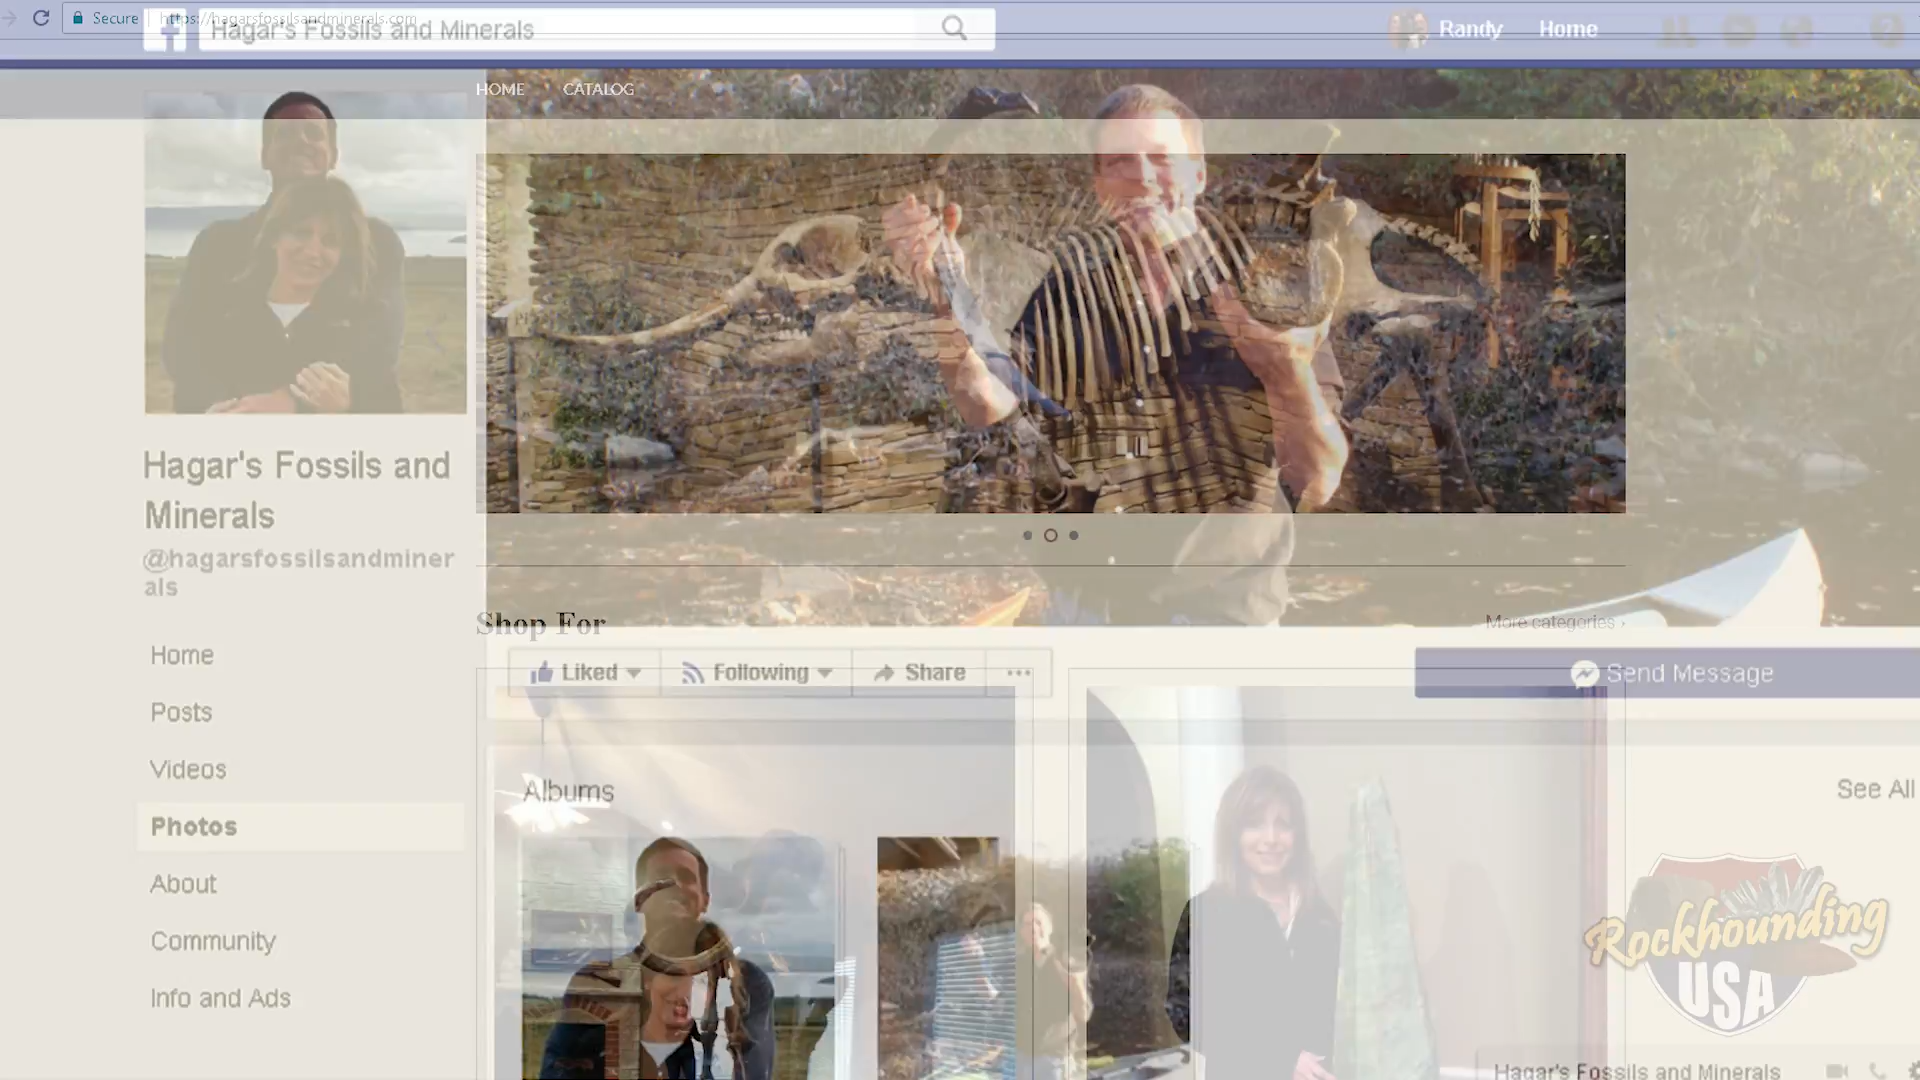 Secure
https://hagarsfossilsandminerals.com
Hagar's Fossils and Minerals
Randy
Home
HOME
CATALOG
Hagar's Fossils and
Minerals
@hagarsfossilsandminer
als
Home
Posts
Videos
Photos
About
Community
Info and Ads
Shop For
More categories ›
Liked
Following
Share
Send Message
Albums
See All
Rockhounding
USA
Hagar's Fossils and Minerals